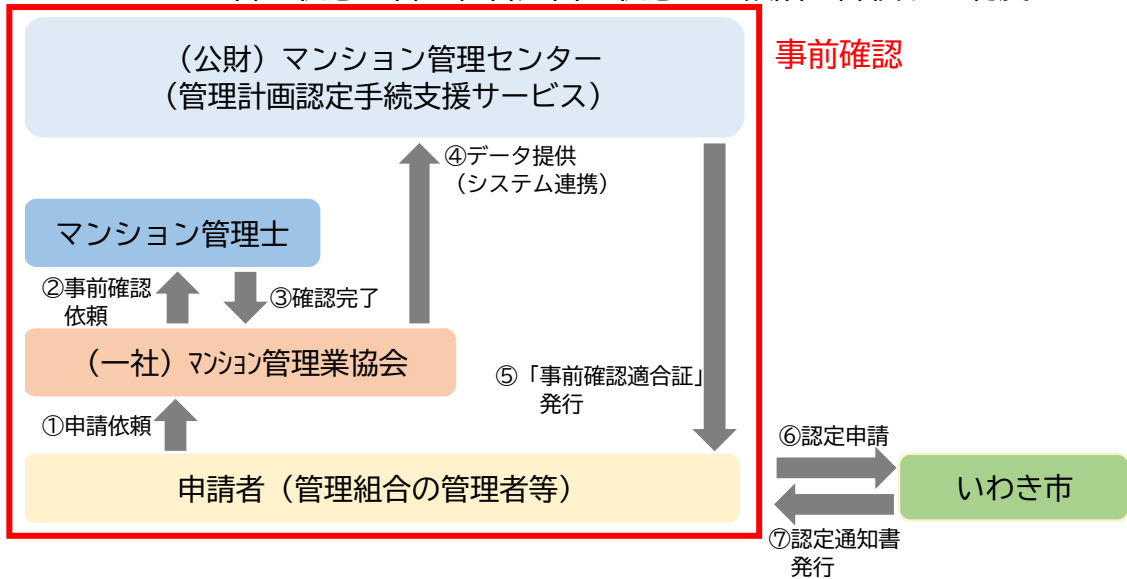 (公財)マンション管理センター
(管理計画認定手続支援サービス)
事前確認
④データ提供
(システム連携)
マンション管理士
②事前確認
依頼
③確認完了
(一社)マンション管理業協会
⑤「事前確認適合証」
発行
①申請依頼
⑥認定申請
申請者(管理組合の管理者等)
いわき市
⑦認定通知書
発行